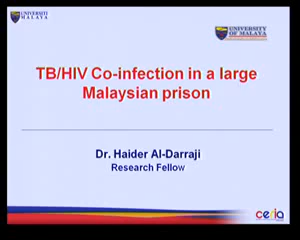 UNIVERSITI
MALAYA
UNIVERSITY
OF MALAYA
TB/HIV Co-infection in a large
Malaysian prison
Dr. Haider Al-Darraji
Research Fellow
ceria